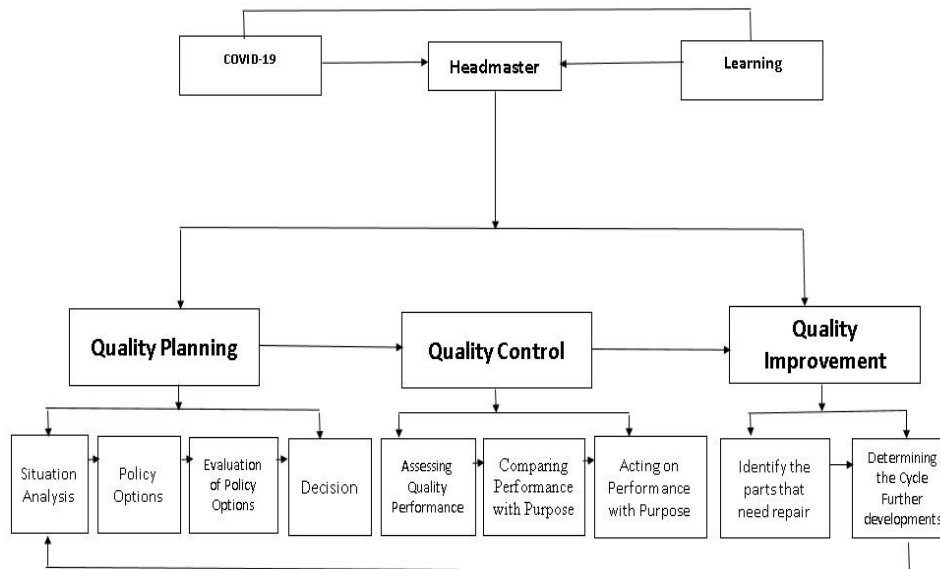 COVID-19
Headmaster
Learning
Quality Planning
Quality Control
Quality
Improvement
Situation
Analysis
Policy
Options
Evaluation
of Policy
Options
Decision
Assessing
Quality
Performance
Comparing
Performance
with Purpose
Acting on
Performance
with Purpose
Identify the
parts that
need repair
Determining
the Cycle
Further
developments